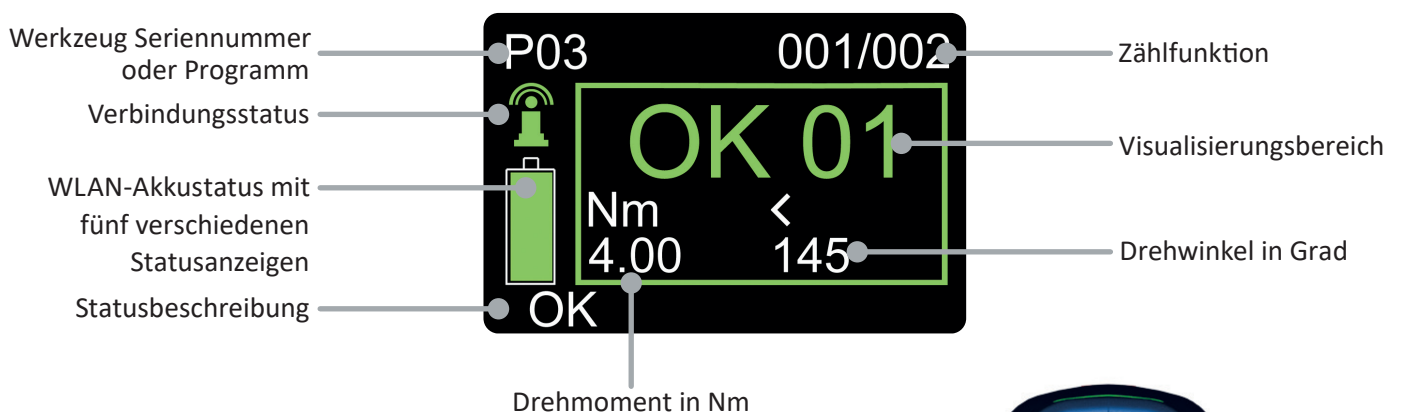 Werkzeug Seriennummer
oder Programm
Verbindungsstatus
WLAN-Akkustatus mit
fünf verschiedenen
Statusanzeigen
Statusbeschreibung
P03
001/002
OK 01
Nm <
4.00 145
OK
Zählfunktion
Visualisierungsbereich
Drehwinkel in Grad
Drehmoment in Nm